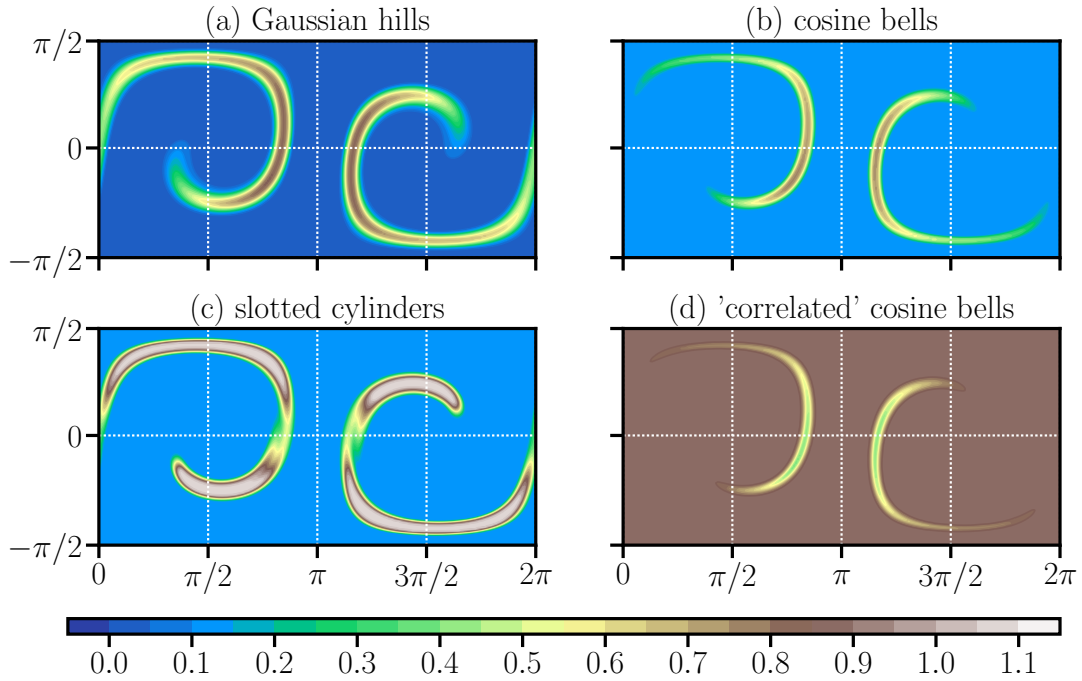 (a) Gaussian hills (b) cosine bells
π/2
0
−π/2
(c) slotted cylinders (d) 'correlated' cosine bells
π/2
0
−π/2
0 π/2 π 3π/2 2π 0 π/2 π 3π/2 2π
0.0 0.1 0.2 0.3 0.4 0.5 0.6 0.7 0.8 0.9 1.0 1.1